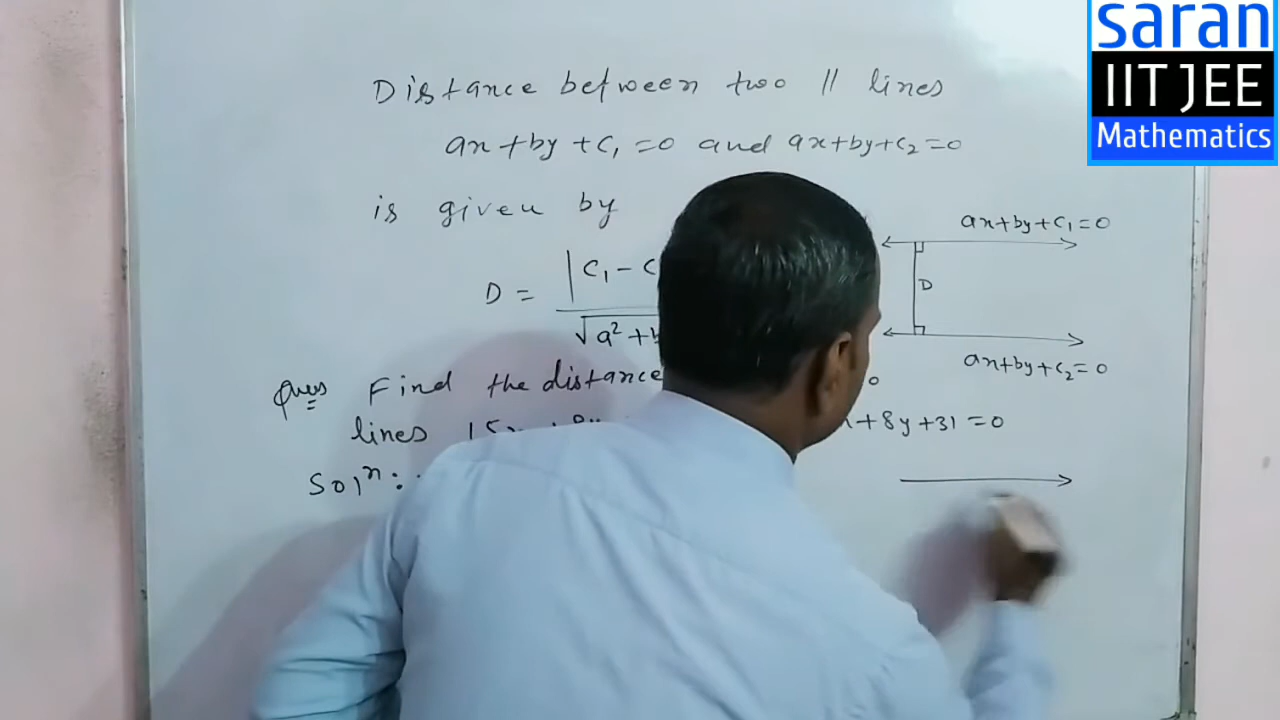 saran
IIT JEE
Mathematics
Distance between two || lines
ax+by+c₁=0 and ax+by+c₂=0
is given by
D = |c₁ - c
√a²+b
ax+by+c₁=0
D
ax+by+c₂=0
Ques Find the distance
lines 15x +8y +8y+31=0
Solⁿ: